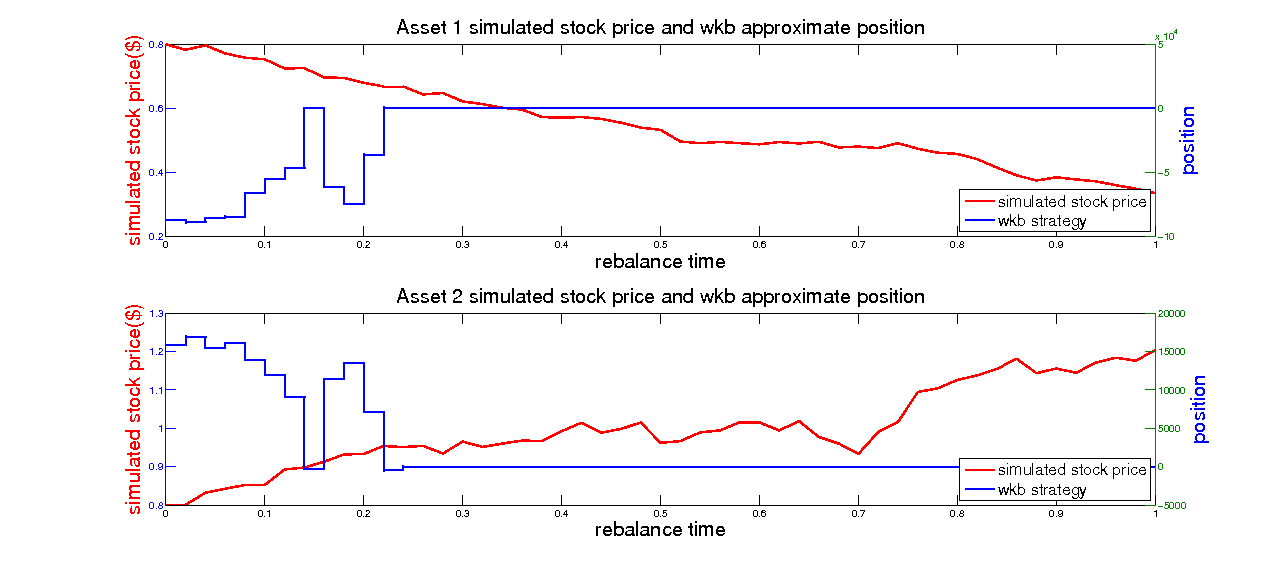 Asset 1 simulated stock price and wkb approximate position
x 10^4
simulated stock price($)
0.8
0.6
0.4
0.2
5
0
−5
−10
position
simulated stock price
wkb strategy
0 0.1 0.2 0.3 0.4 0.5 0.6 0.7 0.8 0.9 1
rebalance time
Asset 2 simulated stock price and wkb approximate position
simulated stock price($)
1.3
1.2
1.1
1
0.9
0.8
20000
15000
10000
5000
0
−5000
position
simulated stock price
wkb strategy
0 0.1 0.2 0.3 0.4 0.5 0.6 0.7 0.8 0.9 1
rebalance time